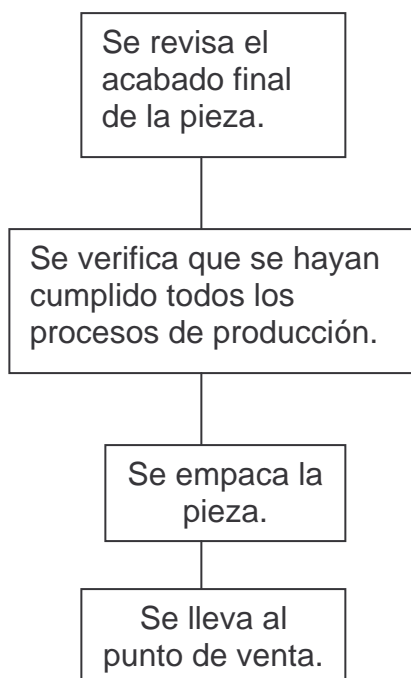 Se revisa el
acabado final
de la pieza.
Se verifica que se hayan
cumplido todos los
procesos de producción.
Se empaca la
pieza.
Se lleva al
punto de venta.